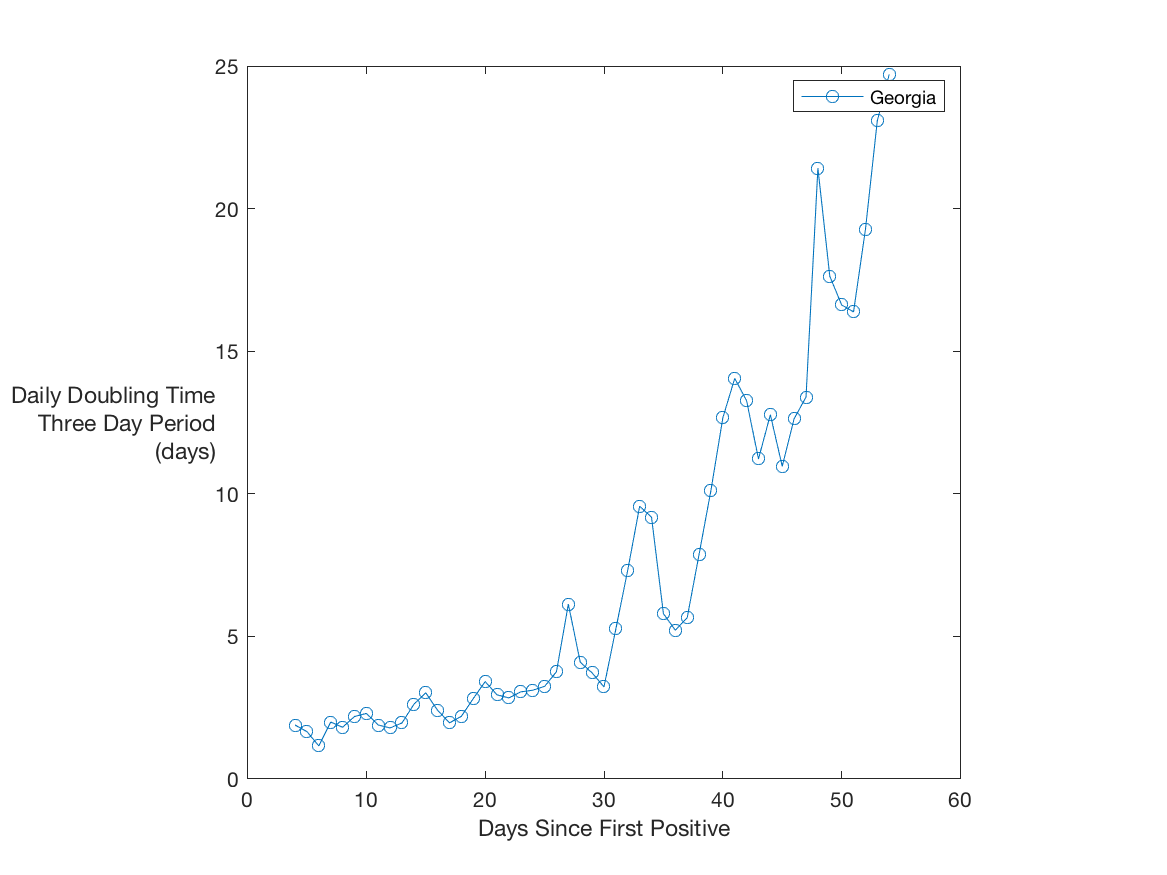 25
20
15
10
5
0
Georgia
Daily Doubling Time
Three Day Period
(days)
0 10 20 30 40 50 60
Days Since First Positive